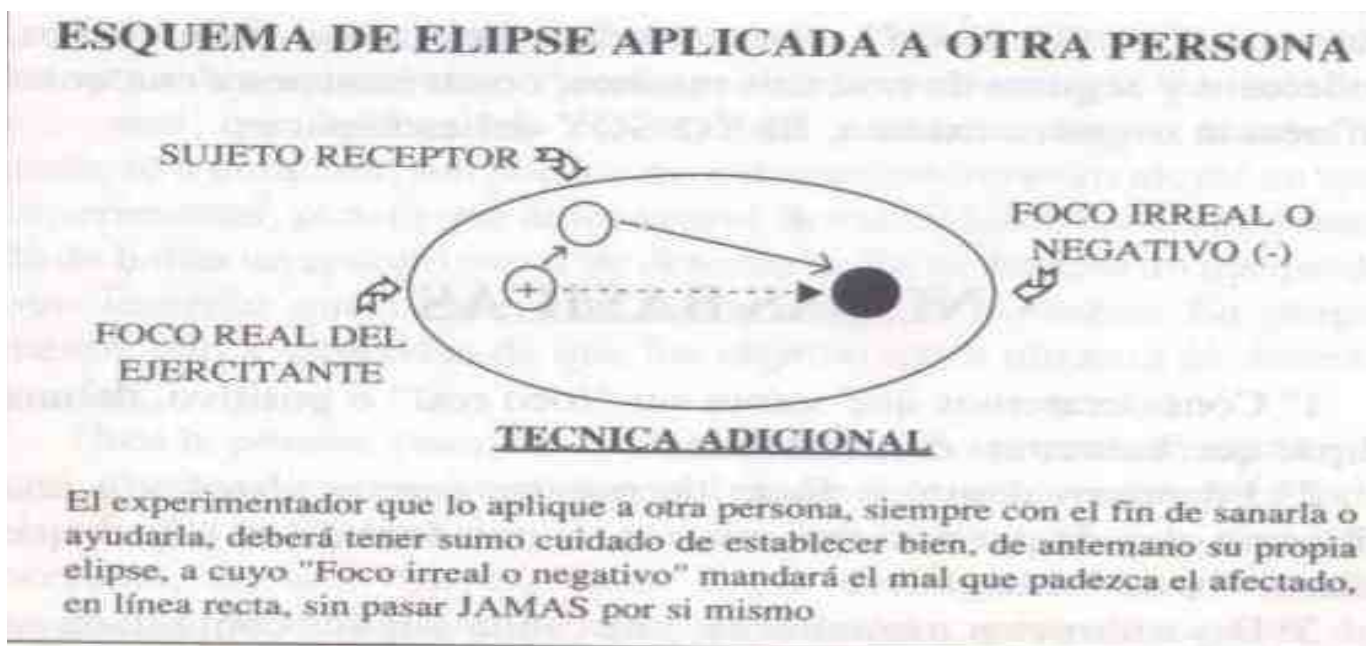 ESQUEMA DE ELIPSE APLICADA A OTRA PERSONA
SUJETO RECEPTOR
FOCO IRREAL O
NEGATIVO (-)
+
FOCO REAL DEL
EJERCITANTE
TECNICA ADICIONAL
El experimentador que lo aplique a otra persona, siempre con el fin de sanarla o
ayudarla, deberá tener sumo cuidado de establecer bien, de antemano su propia
elipse, a cuyo "Foco irreal o negativo" mandará el mal que padezca el afectado,
en línea recta, sin pasar JAMAS por si mismo